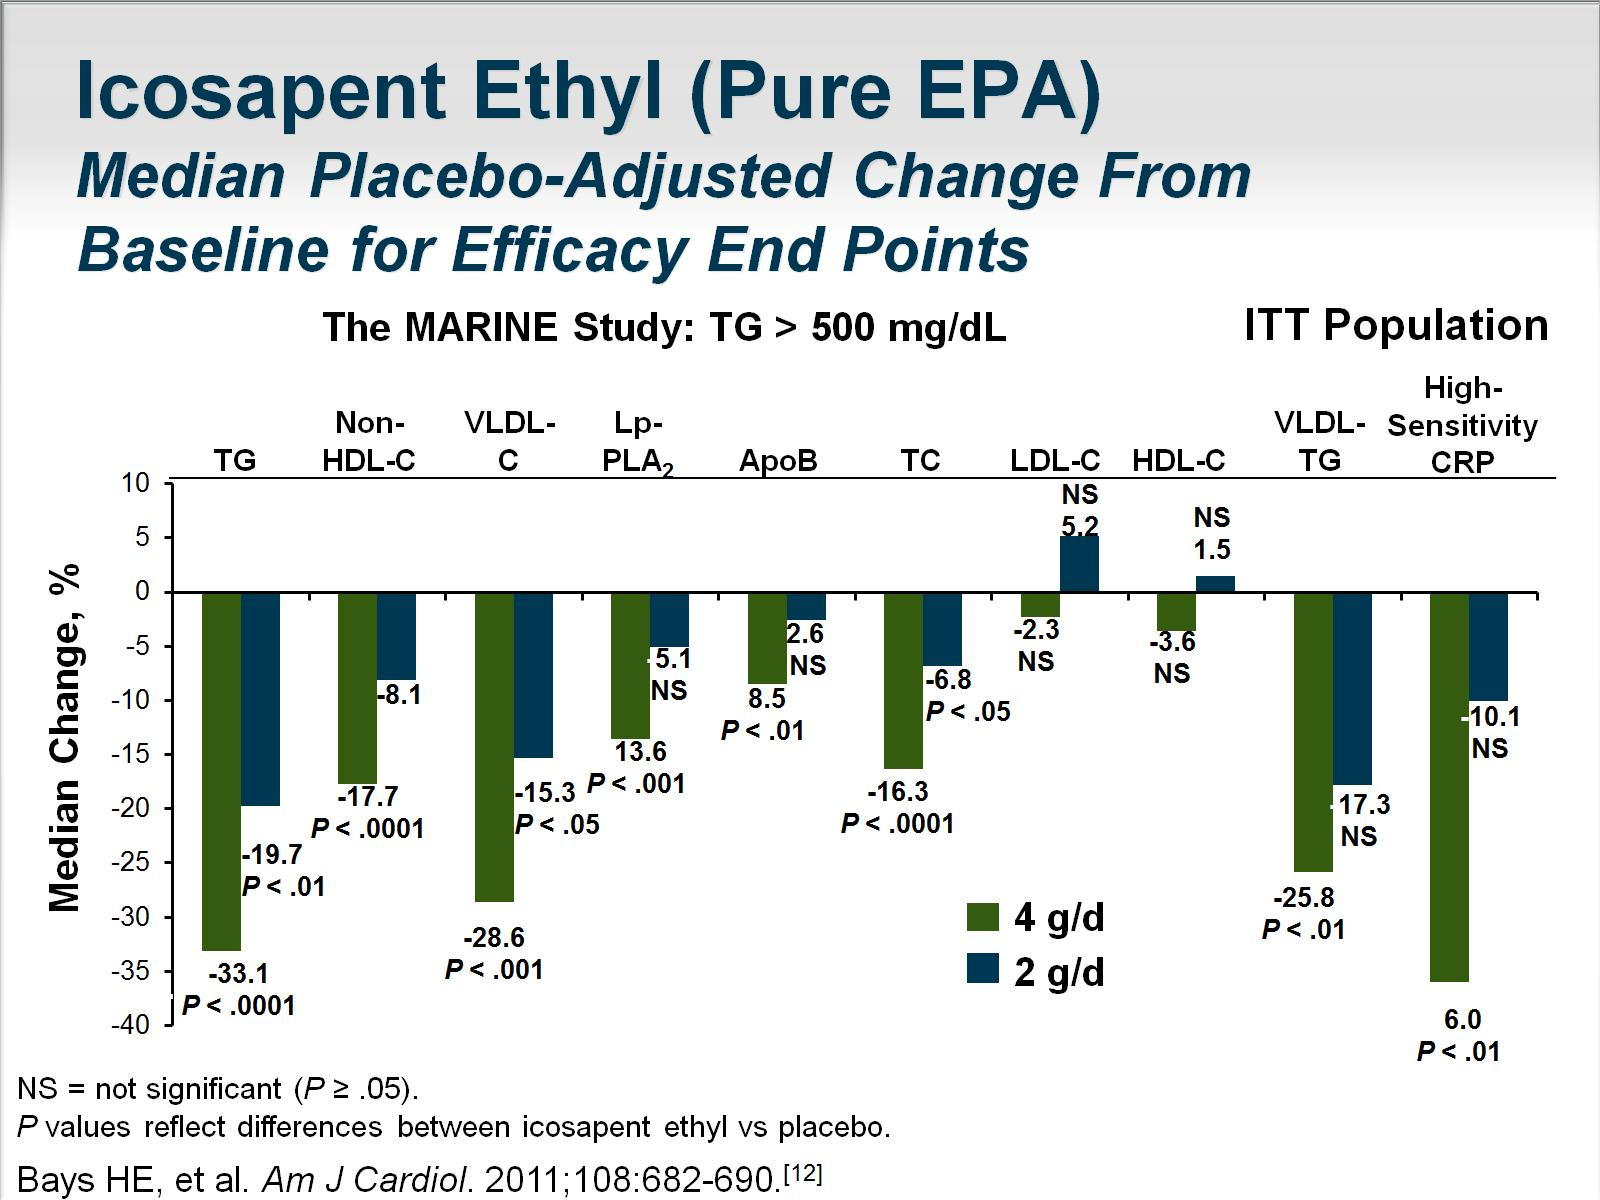 Icosapent Ethyl (Pure EPA)
Median Placebo-Adjusted Change From
Baseline for Efficacy End Points
The MARINE Study: TG > 500 mg/dL
ITT Population
TG
Non-
HDL-C
VLDL-
C
Lp-
PLA2
ApoB
TC
LDL-C
HDL-C
VLDL-
TG
High-
Sensitivity
CRP
Median Change, %
10
5
0
-5
-10
-15
-20
-25
-30
-35
-40
-33.1
P < .0001
-19.7
P < .01
-17.7
P < .0001
-8.1
-28.6
P < .001
-15.3
P < .05
13.6
P < .001
-5.1
NS
8.5
P < .01
2.6
NS
-16.3
P < .0001
-6.8
P < .05
-2.3
NS
NS
5.2
-3.6
NS
NS
1.5
-25.8
P < .01
-17.3
NS
6.0
P < .01
-10.1
NS
4 g/d
2 g/d
NS = not significant (P ≥ .05).
P values reflect differences between icosapent ethyl vs placebo.
Bays HE, et al. Am J Cardiol. 2011;108:682-690.[12]